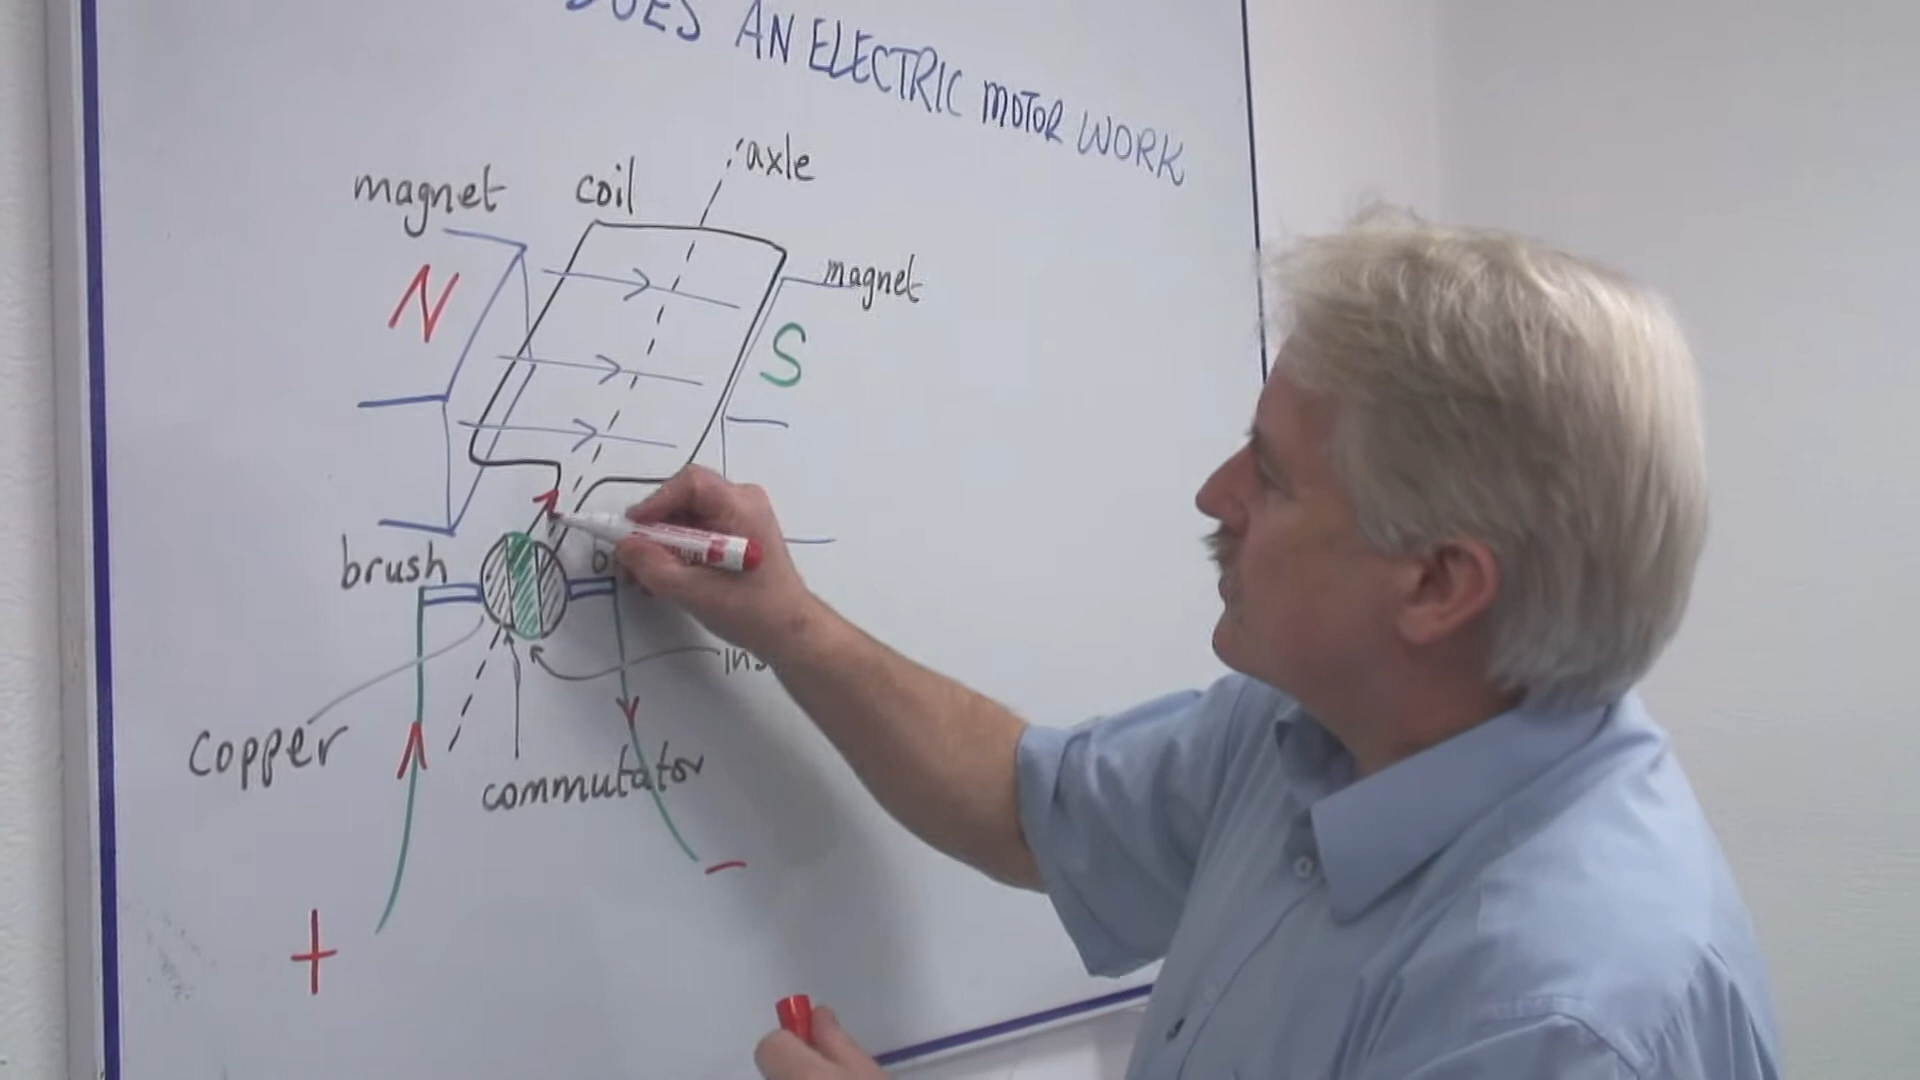 DOES AN ELECTRIC MOTOR WORK
axle
magnet
coil
magnet
N
S
brush
copper
commutator
+
-